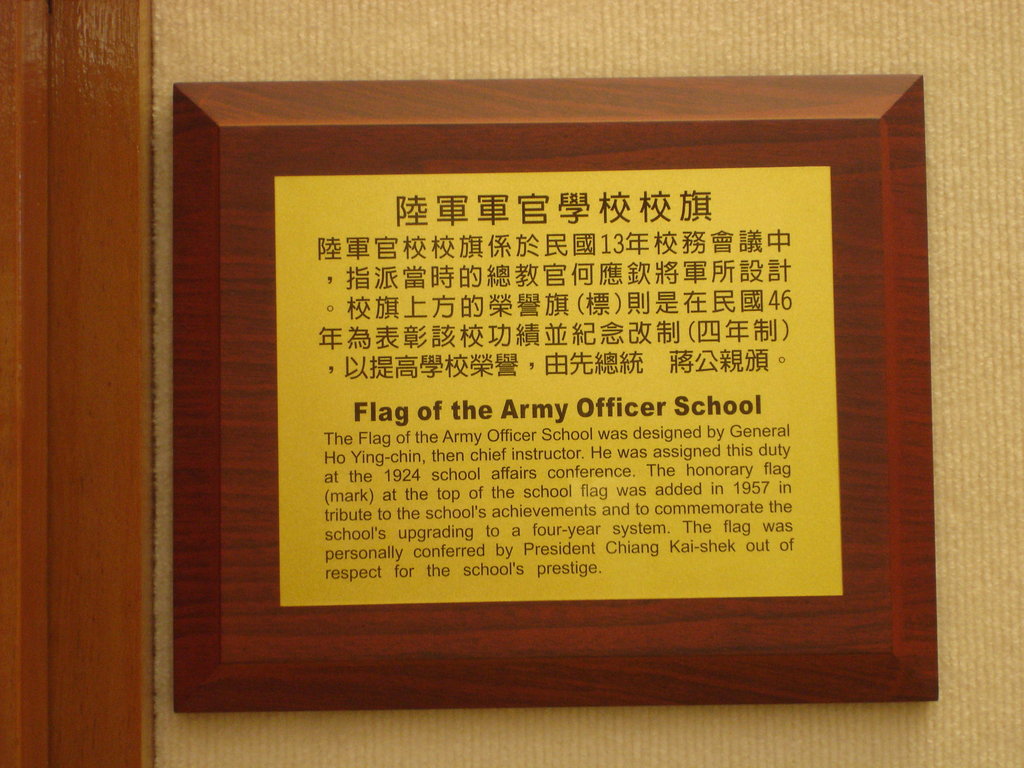 陸軍軍官學校校旗
陸軍官校校旗係於民國13年校務會議中
，指派當時的總教官何應欽將軍所設計
。校旗上方的榮譽旗(標)則是在民國46
年為表彰該校功績並紀念改制(四年制)
，以提高學校榮譽，由先總統　蔣公親頒。
Flag of the Army Officer School
The Flag of the Army Officer School was designed by General
Ho Ying-chin, then chief instructor. He was assigned this duty
at the 1924 school affairs conference. The honorary flag
(mark) at the top of the school flag was added in 1957 in
tribute to the school's achievements and to commemorate the
school's upgrading to a four-year system. The flag was
personally conferred by President Chiang Kai-shek out of
respect for the school's prestige.